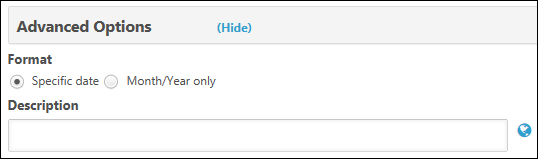 Advanced Options (Hide)
Format
Specific date Month/Year only
Description